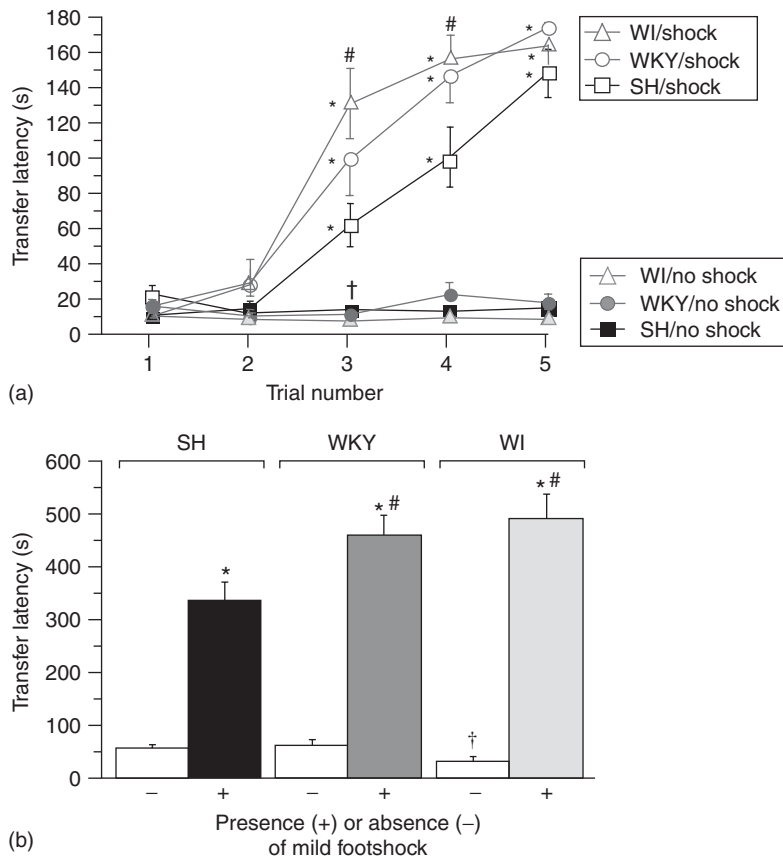 180
160
140
120
100
80
60
40
20
0
Transfer latency (s)
#
#
*
*
*
*
*
*
*
*
*
†
†
1 2 3 4 5
Trial number
WI/shock
WKY/shock
SH/shock
WI/no shock
WKY/no shock
SH/no shock
(a)
SH WKY WI
600
500
400
300
200
100
0
Transfer latency (s)
*
*#
†
*#
– + – + – +
Presence (+) or absence (–)
of mild footshock
(b)